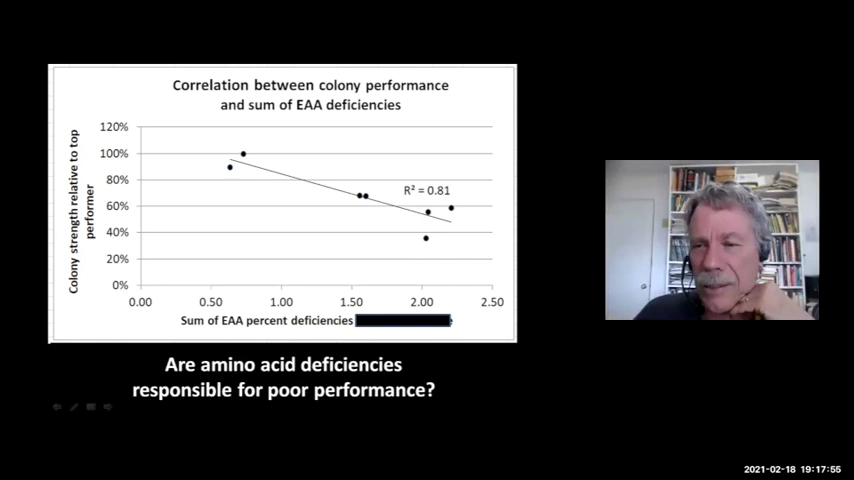 Correlation between colony performance
and sum of EAA deficiencies
Colony strength relative to top
performer
120%
100%
80%
60%
40%
20%
0%
R² = 0.81
0.00 0.50 1.00 1.50 2.00 2.50
Sum of EAA percent deficiencies
Are amino acid deficiencies
responsible for poor performance?
2021-02-18 19:17:55